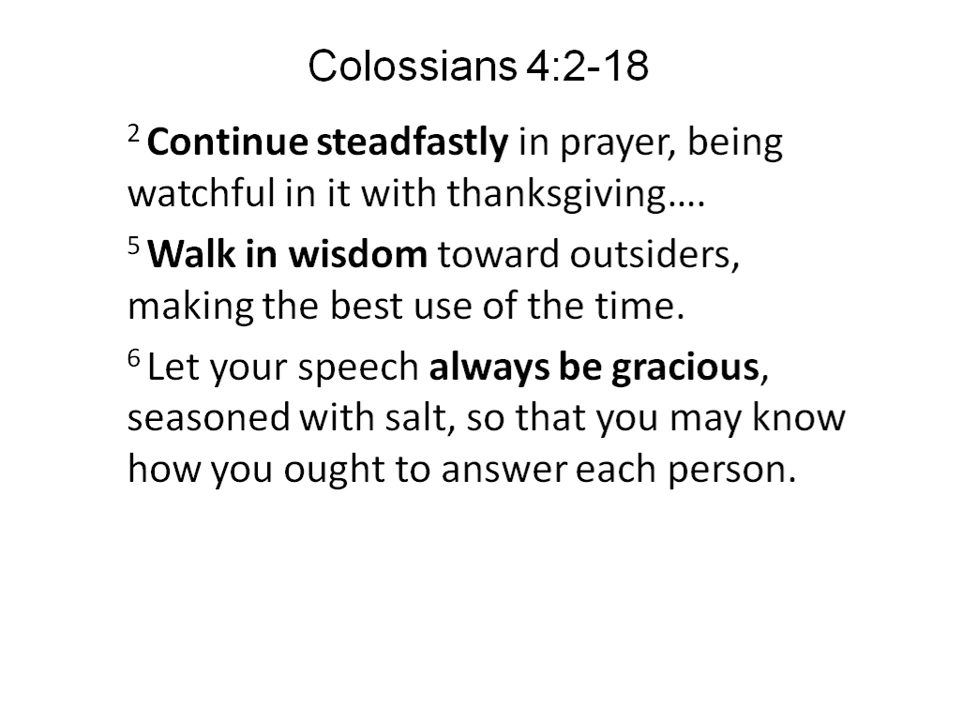 Colossians 4:2-18
2 Continue steadfastly in prayer, being
watchful in it with thanksgiving….
5 Walk in wisdom toward outsiders,
making the best use of the time.
6 Let your speech always be gracious,
seasoned with salt, so that you may know
how you ought to answer each person.